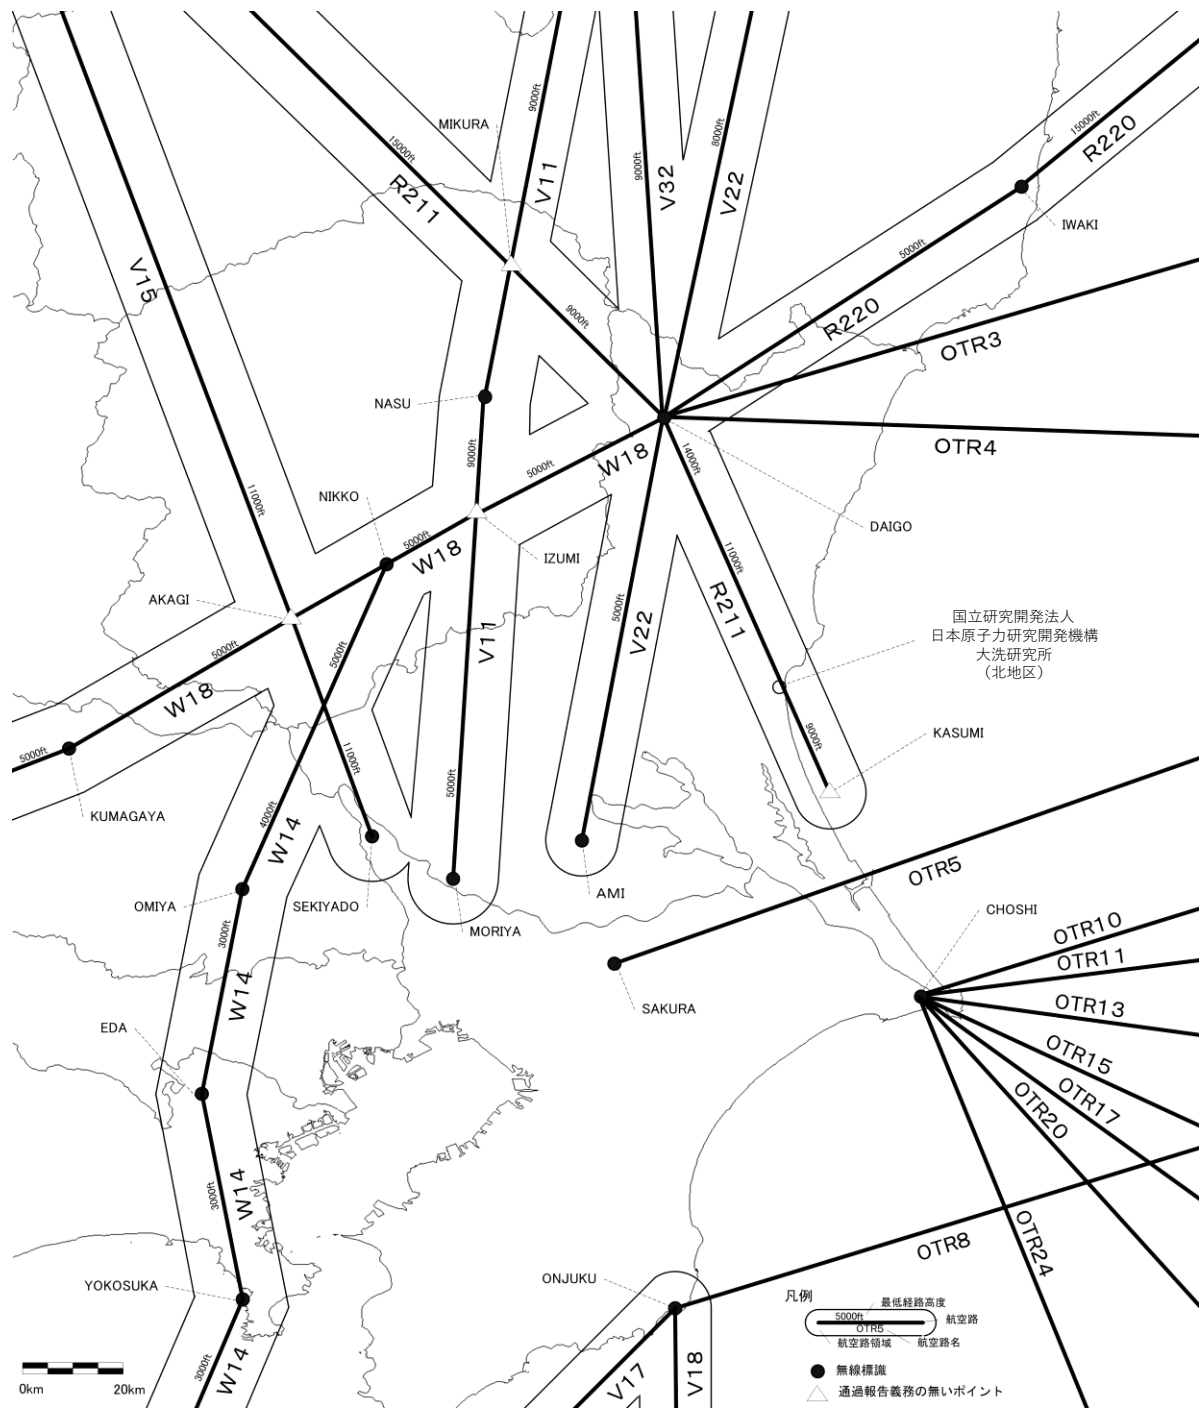 MIKURA
9000ft
V11
15000ft
R211
9000ft
V32
8000ft
V22
15000ft
R220
IWAKI
5000ft
R220
V15
9000ft
OTR3
NASU
OTR4
9000ft
5000ft
W18
14000ft
NIKKO
11000ft
5000ft
W18
IZUMI
DAIGO
11000ft
AKAGI
R211
5000ft
V22
V11
5000ft
5000ft
W18
国立研究開発法人
日本原子力研究開発機構
大洗研究所
（北地区）
5000ft
11000ft
9000ft
KASUMI
5000ft
KUMAGAYA
4000ft
W14
OTR5
OMIYA
SEKIYADO
MORIYA
AMI
CHOSHI
3000ft
W14
SAKURA
OTR10
OTR11
OTR13
EDA
OTR15
OTR17
OTR20
3000ft
W14
OTR8
OTR24
YOKOSUKA
ONJUKU
凡例
最低経路高度
5000ft
航空路
OTR5
航空路領域
航空路名
3000ft
W14
V17
V18
無線標識
通過報告義務の無いポイント
0km
20km